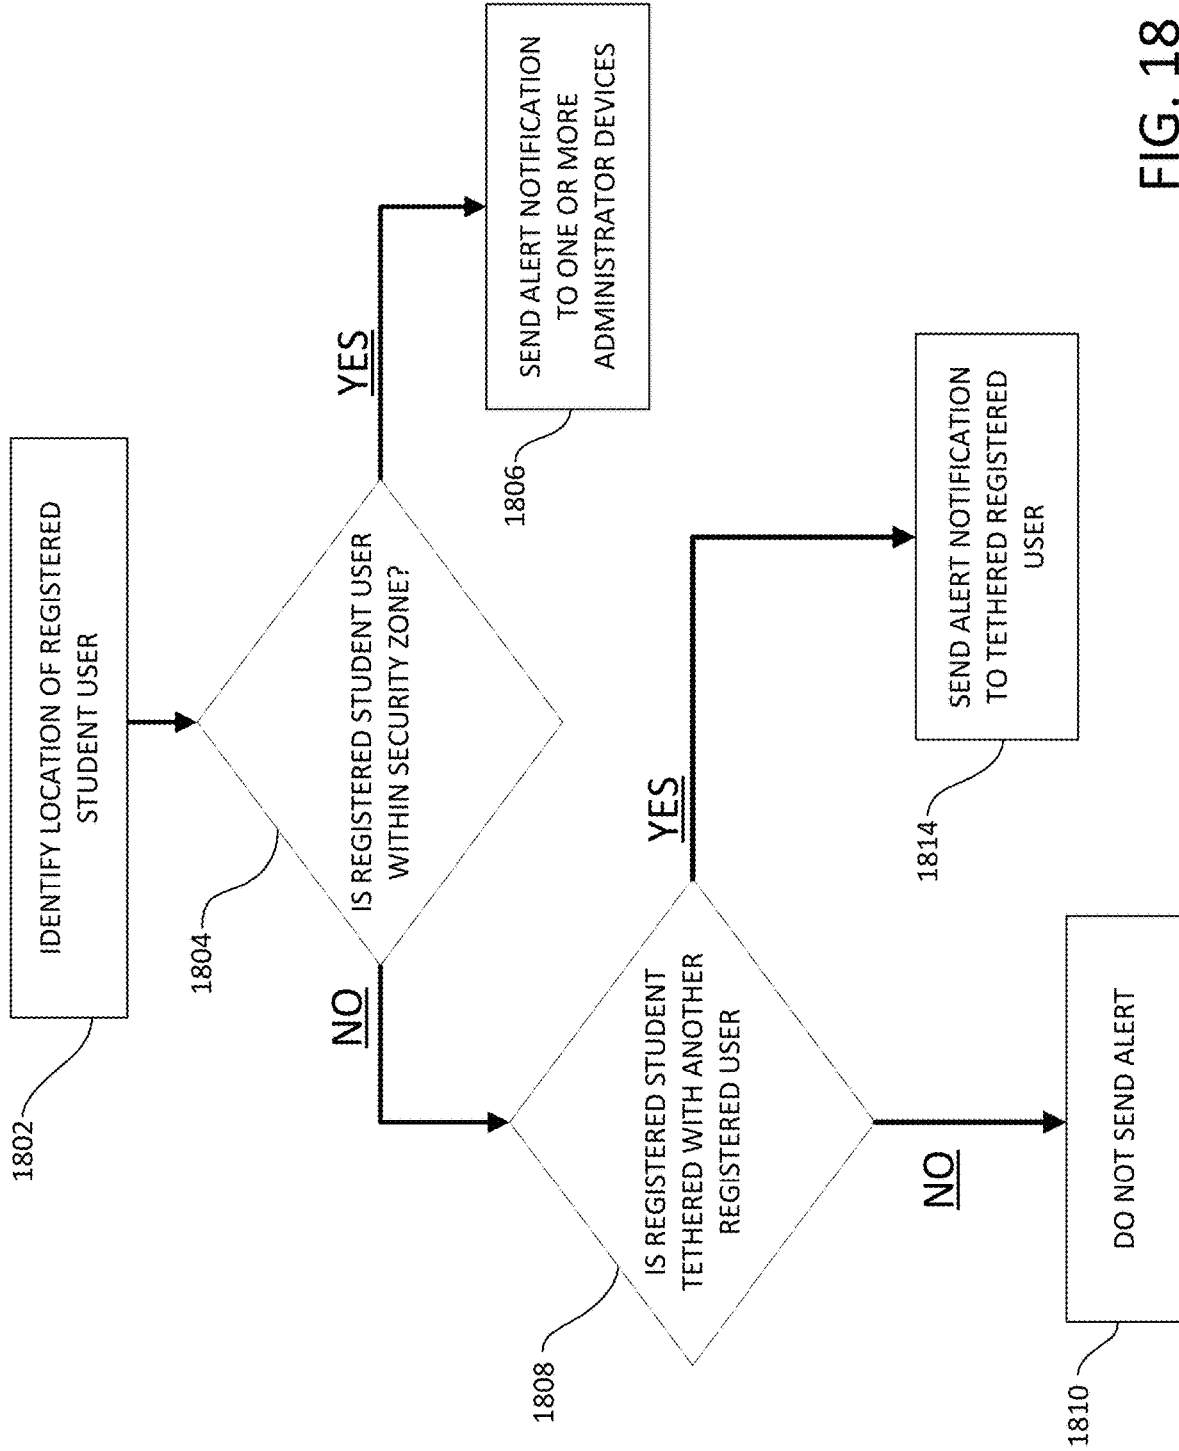 IDENTIFY LOCATION OF REGISTERED
STUDENT USER
1802
IS REGISTERED STUDENT USER
WITHIN SECURITY ZONE?
1804
YES
NO
SEND ALERT NOTIFICATION
TO ONE OR MORE
ADMINISTRATOR DEVICES
1806
IS REGISTERED STUDENT
TETHERED WITH ANOTHER
REGISTERED USER
1808
YES
NO
SEND ALERT NOTIFICATION
TO TETHERED REGISTERED
USER
1814
DO NOT SEND ALERT
1810
FIG. 18